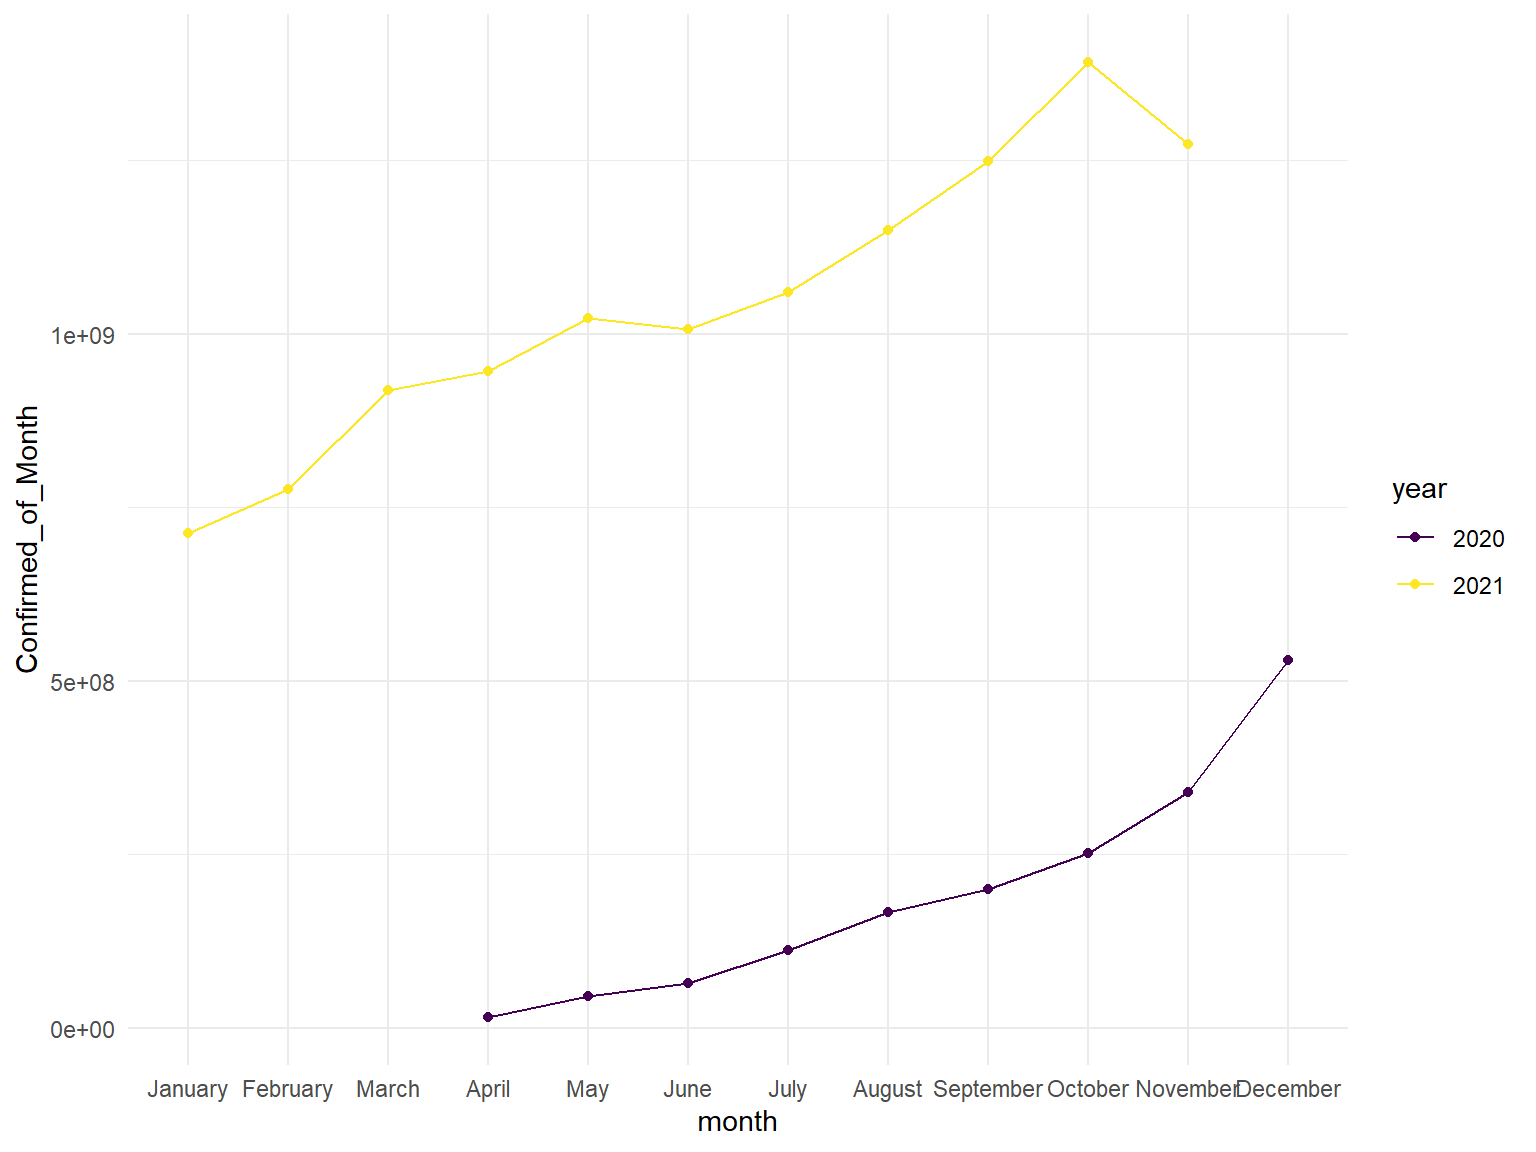 Confirmed_of_Month
1e+09
5e+08
0e+00
January February March April May June July August September October November December
month
year
2020
2021